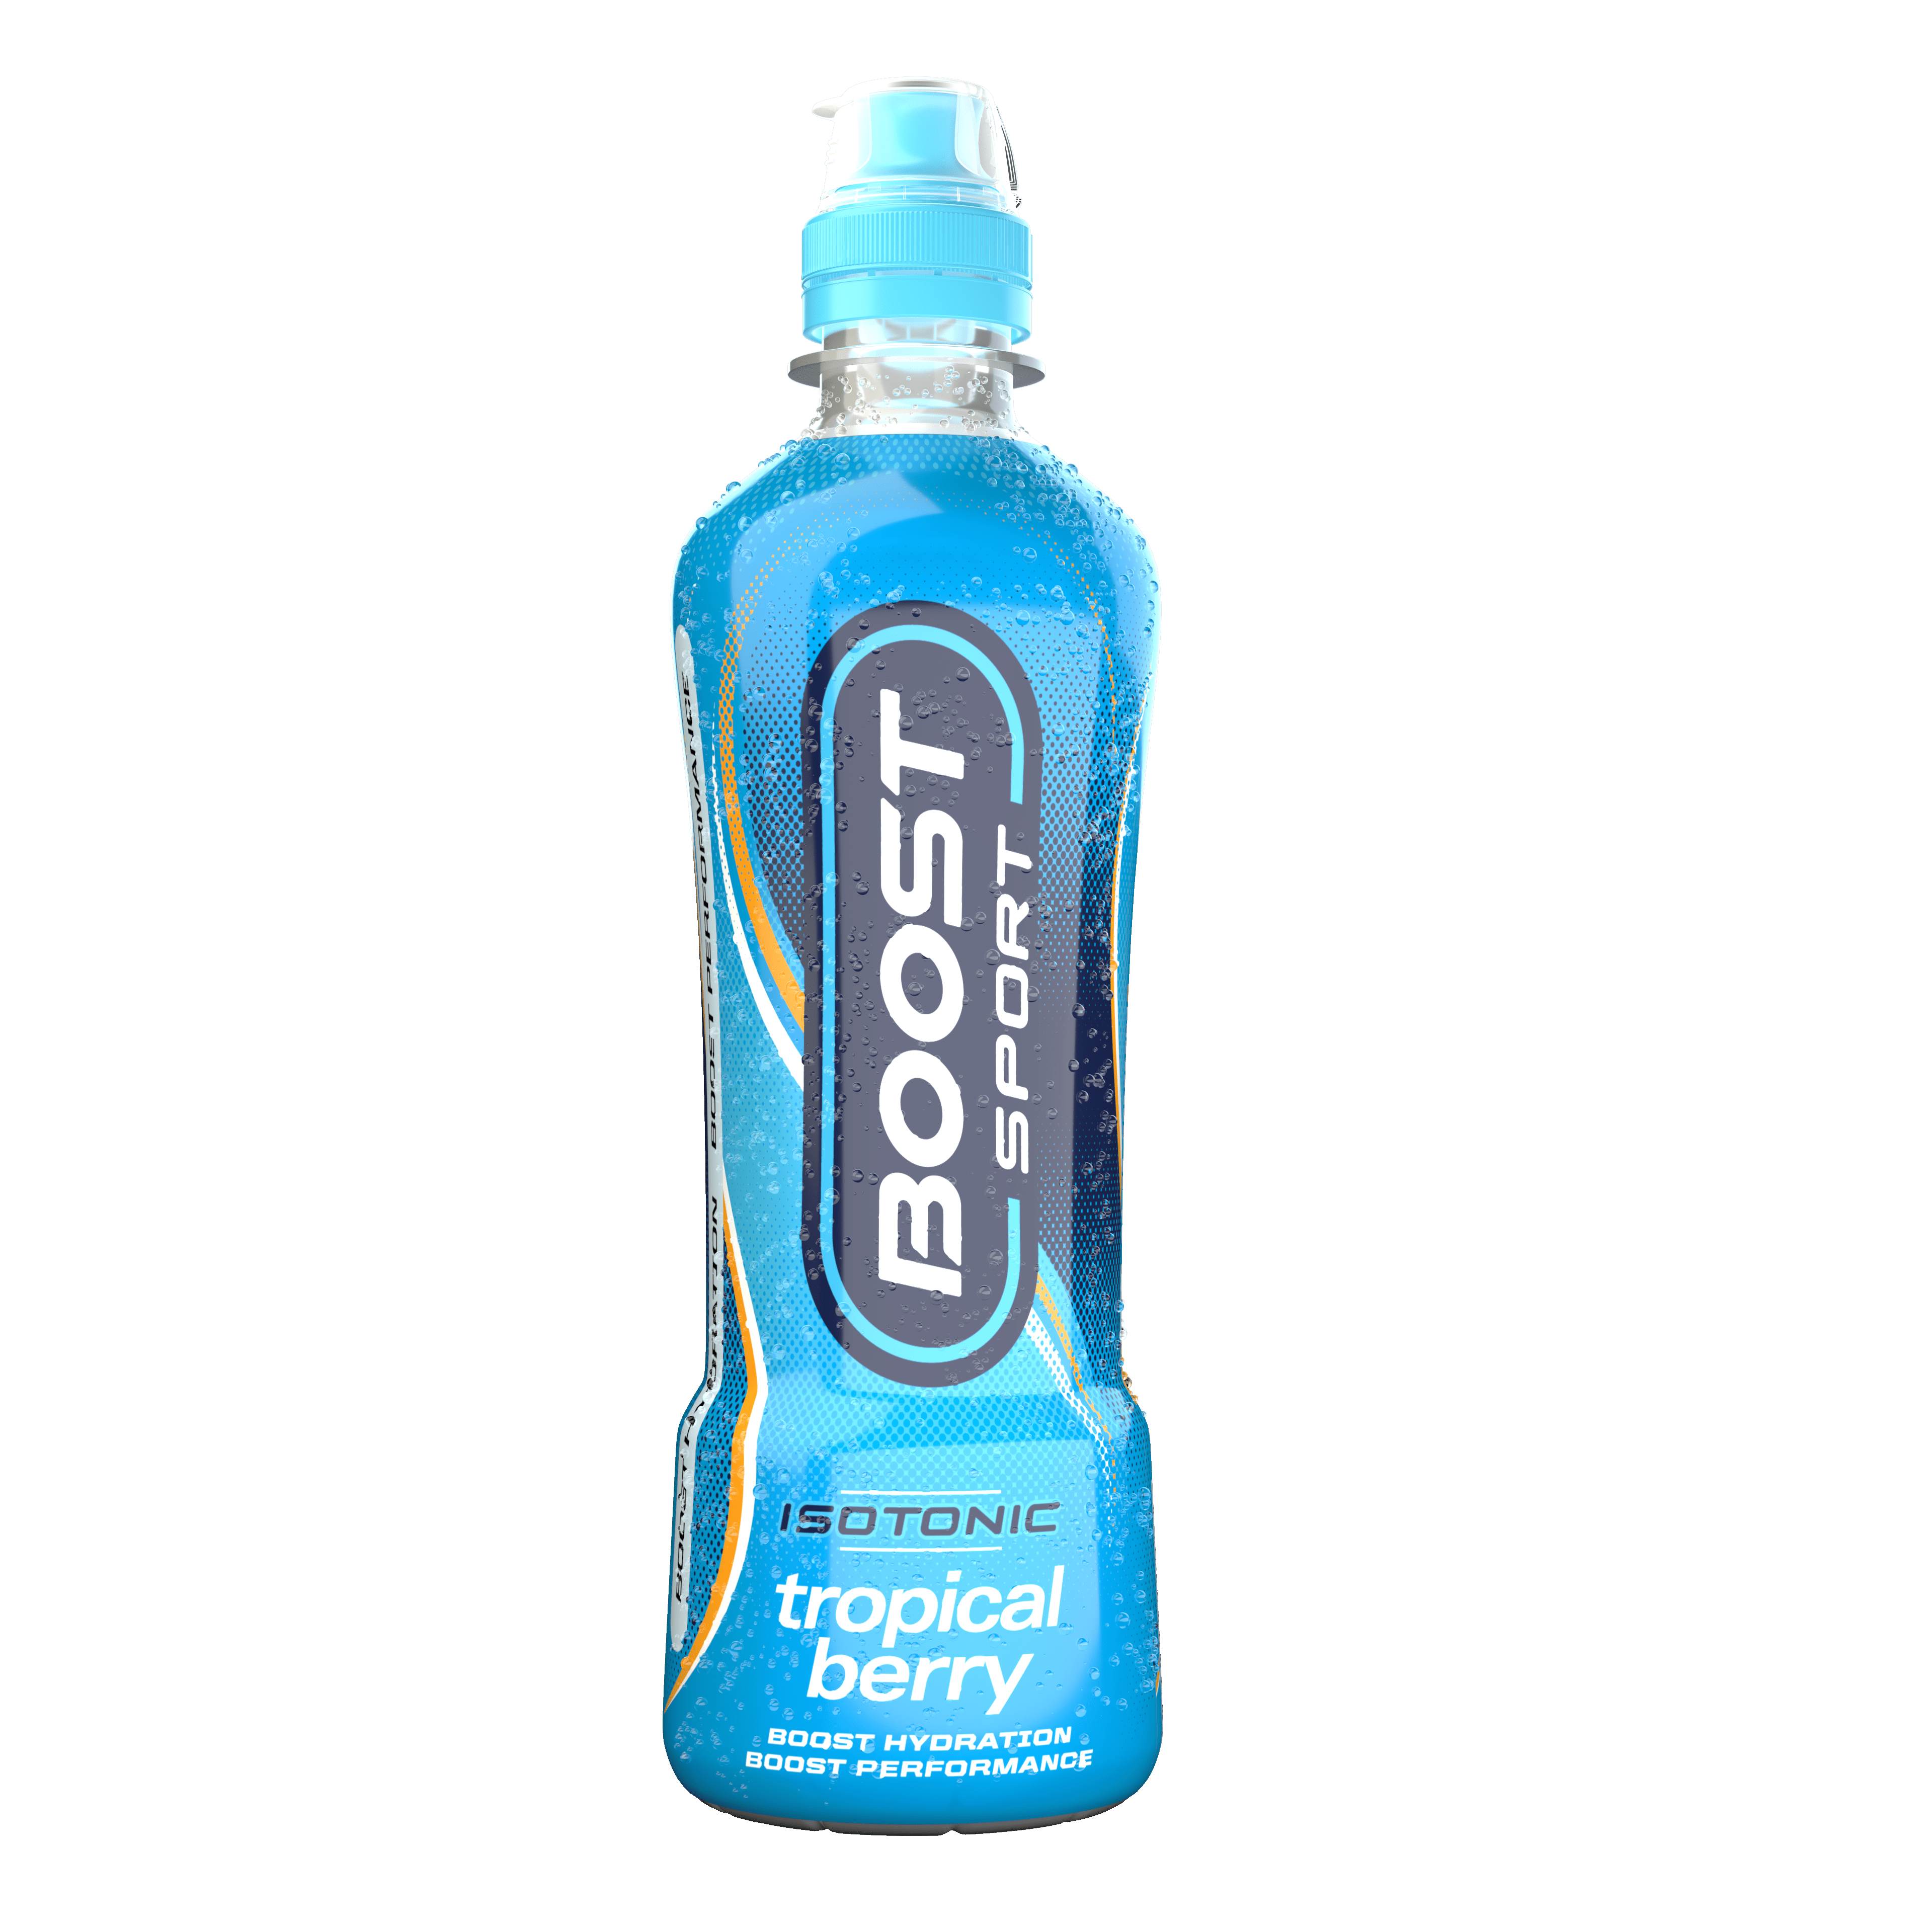 BOOST
SPORT
ISOTONIC
tropical
berry
BOOST HYDRATION
BOOST PERFORMANCE
BOOST HYDRATION BOOST PERFORMANCE